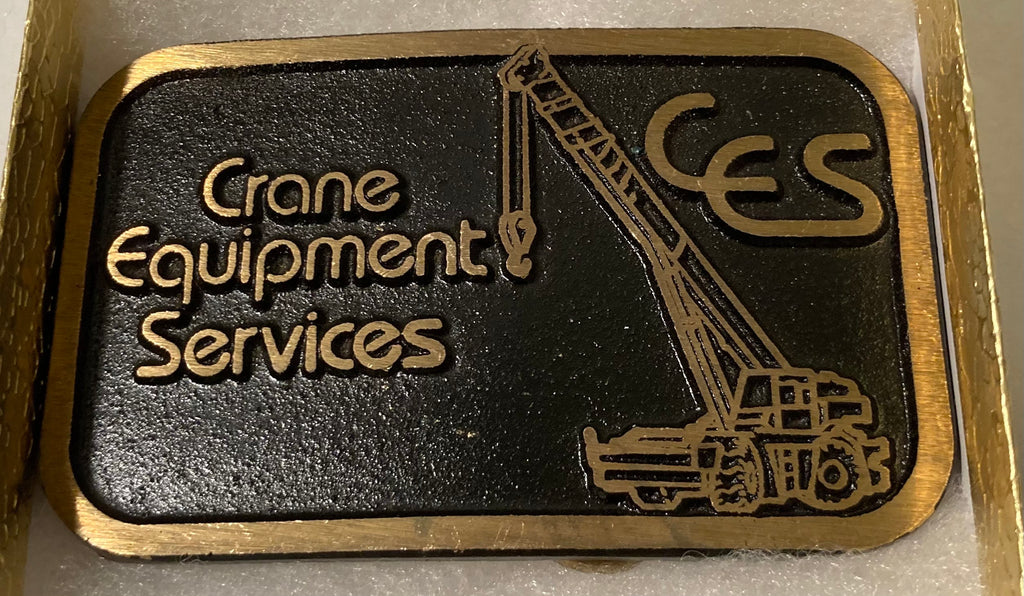 Crane
Equipment
Services
CES